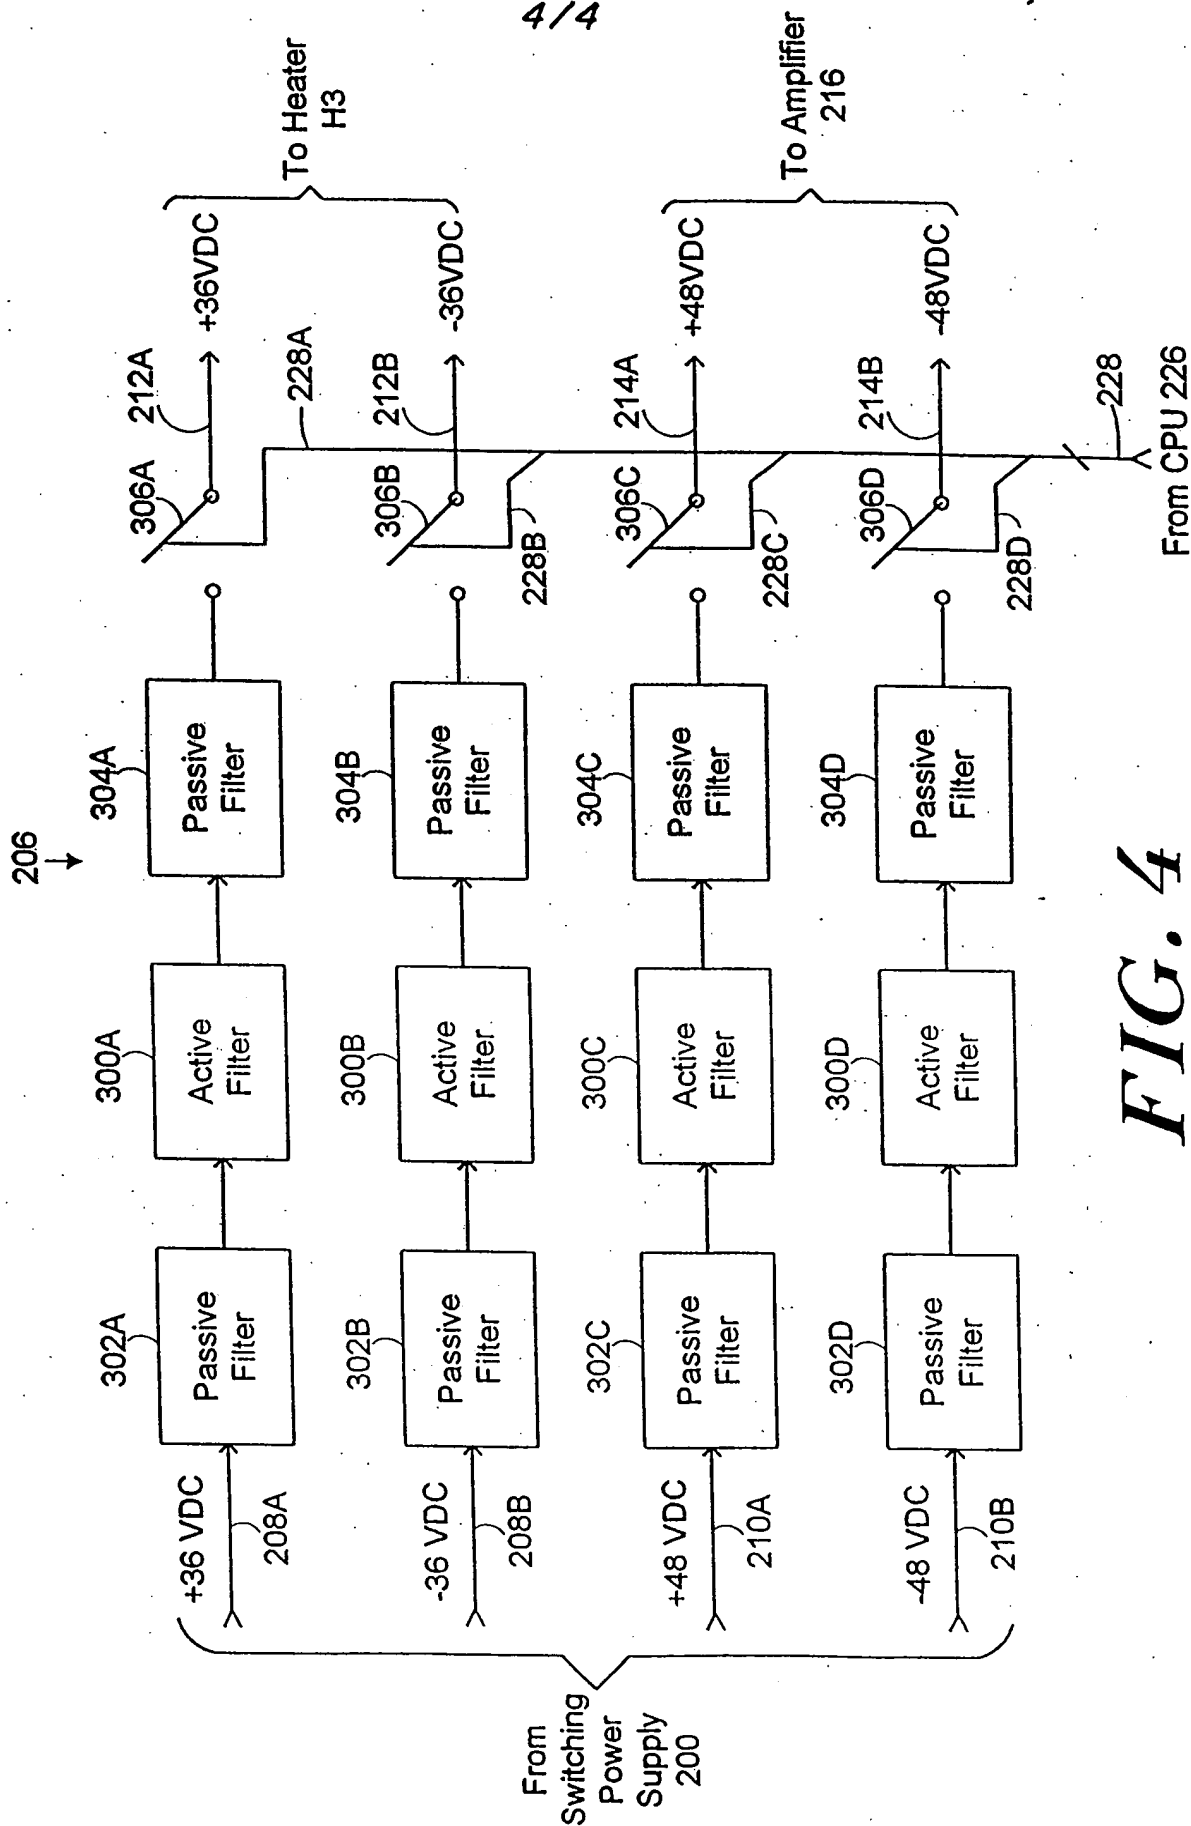 4/4
206
From
Switching
Power
Supply
200
+36 VDC
208A
302A
Passive
Filter
300A
Active
Filter
304A
Passive
Filter
306A
212A
+36VDC
228A
To Heater
H3
-36 VDC
208B
302B
Passive
Filter
300B
Active
Filter
304B
Passive
Filter
306B
212B
-36VDC
228B
+48 VDC
210A
302C
Passive
Filter
300C
Active
Filter
304C
Passive
Filter
306C
214A
+48VDC
228C
To Amplifier
216
-48 VDC
210B
302D
Passive
Filter
300D
Active
Filter
304D
Passive
Filter
306D
214B
-48VDC
228D
228
From CPU 226
FIG. 4